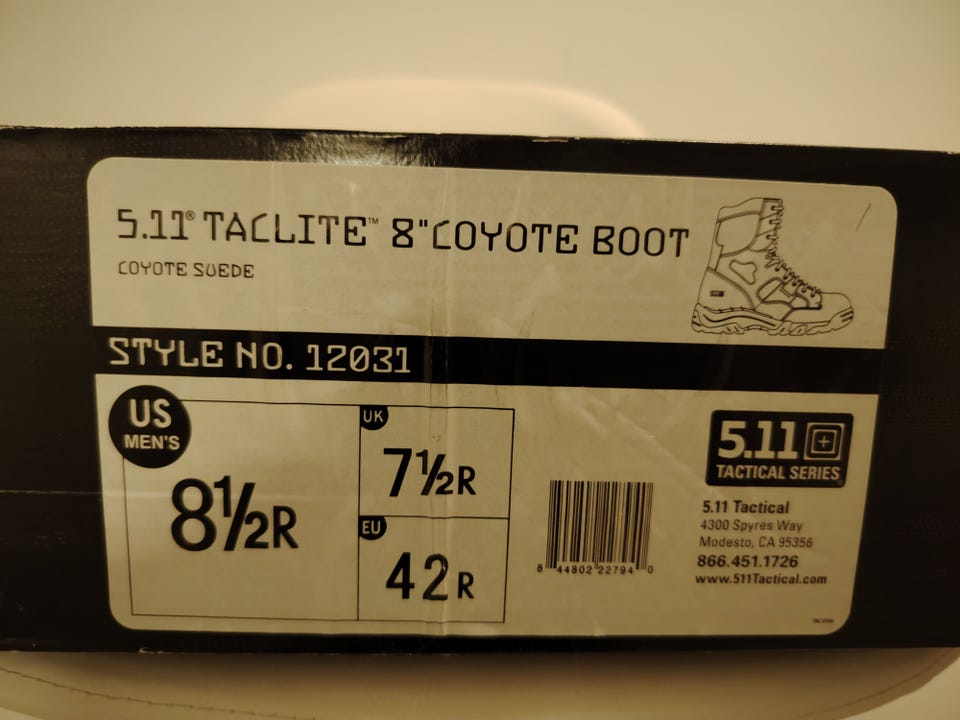 5.11® TACLITE™ 8" COYOTE BOOT
COYOTE SUEDE
STYLE NO. 12031
US
MEN'S
8½R
UK
7½R
EU
42R
8 44802 22794 0
5.11
TACTICAL SERIES
5.11 Tactical
4300 Spyres Way
Modesto, CA 95356
866.451.1726
www.511Tactical.com